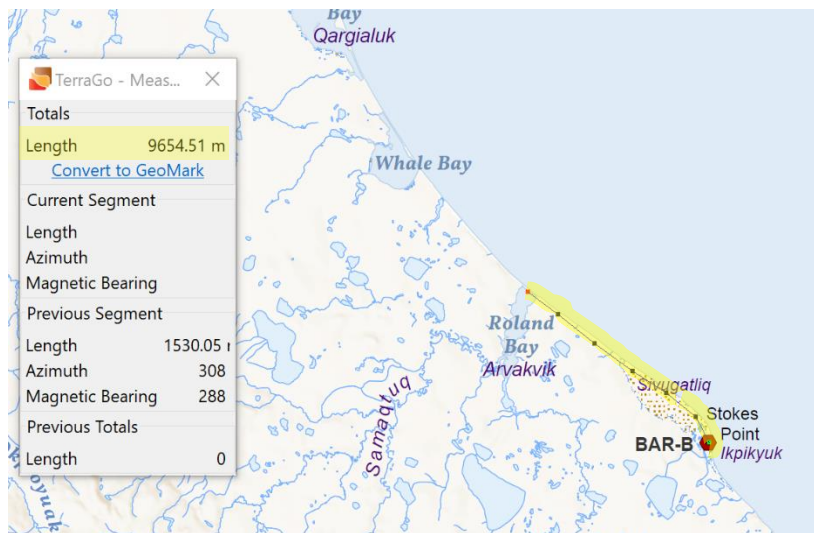 TerraGo - Meas...
Totals
Length 9654.51 m
Convert to GeoMark
Current Segment
Length
Azimuth
Magnetic Bearing
Previous Segment
Length 1530.05
Azimuth 308
Magnetic Bearing 288
Previous Totals
Length 0
Bay
Qargialuk
Whale Bay
Roland
Bay
Arvakvik
Samaqtuq
Sivugatliq
Stokes
Point
BAR-B
Ikpikyuk